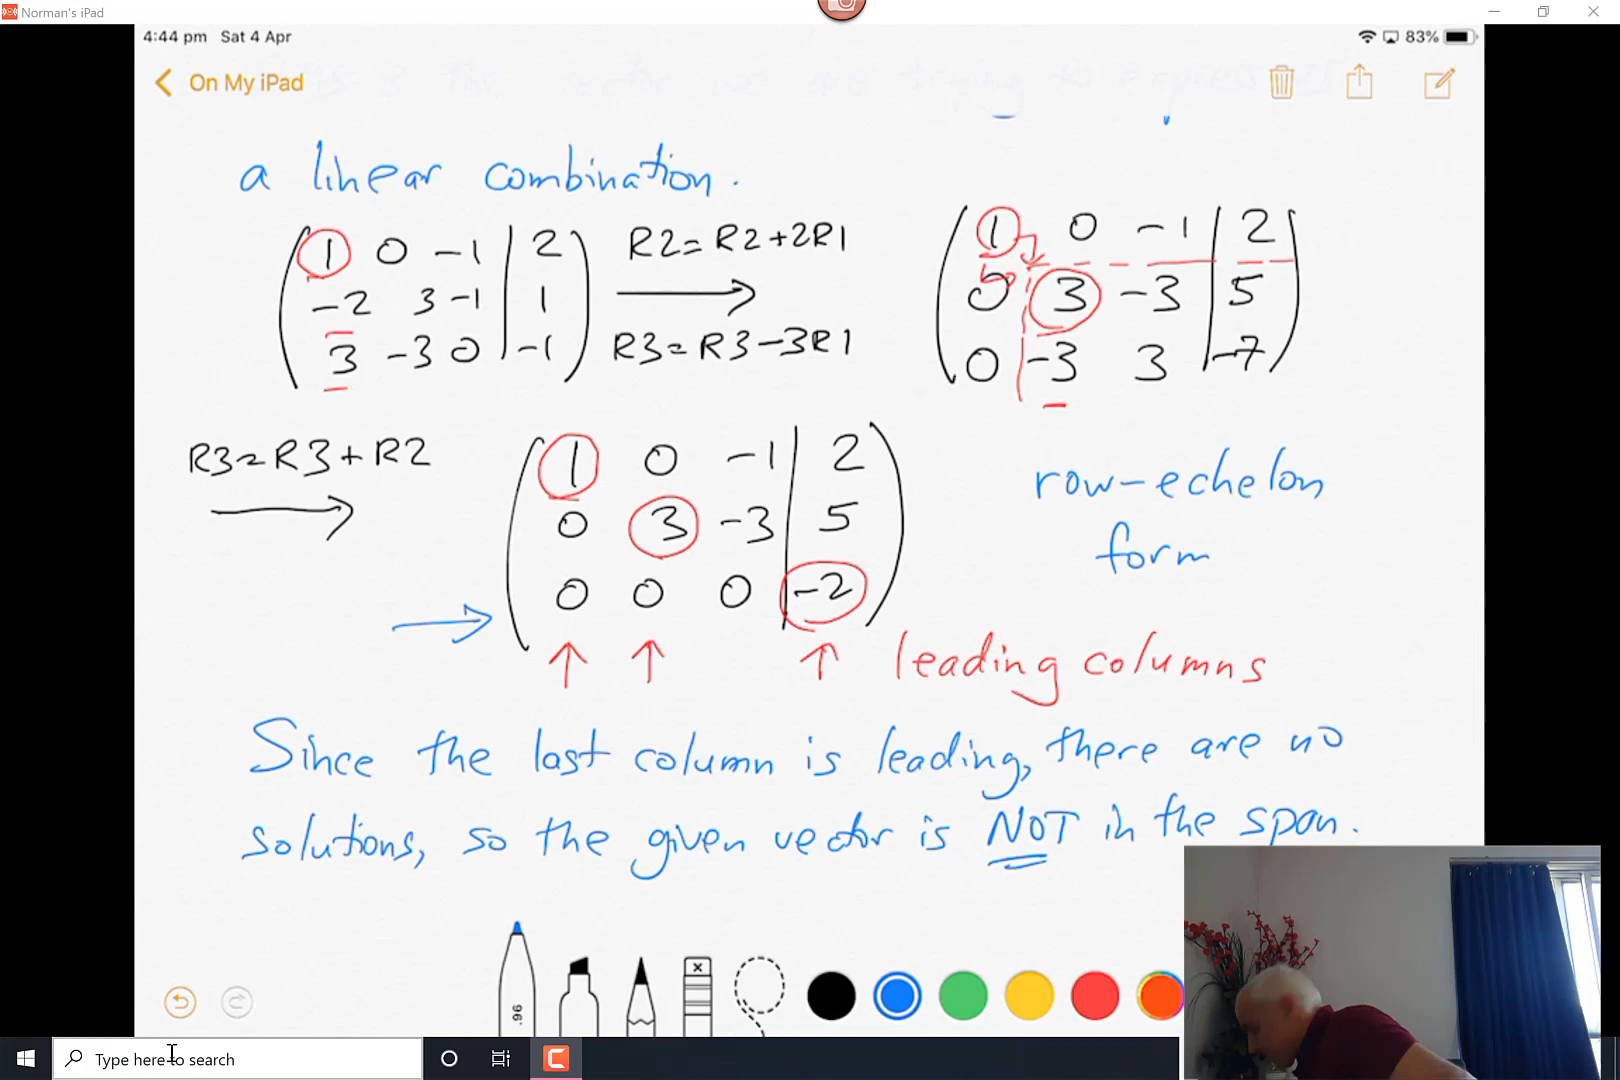 Norman's iPad
4:44 pm Sat 4 Apr
83%
On My iPad
a linear combination.
1 0 -1 | 2
-2 3 -1 | 1
3 -3 0 | -1
R2=R2+2R1
R3=R3-3R1
1 0 -1 | 2
0 3 -3 | 5
0 -3 3 | -7
R3=R3+R2
1 0 -1 | 2
0 3 -3 | 5
0 0 0 | -2
row-echelon
form
leading columns
Since the last column is leading, there are no
solutions, so the given vector is NOT in the span.
.96
Type here to search